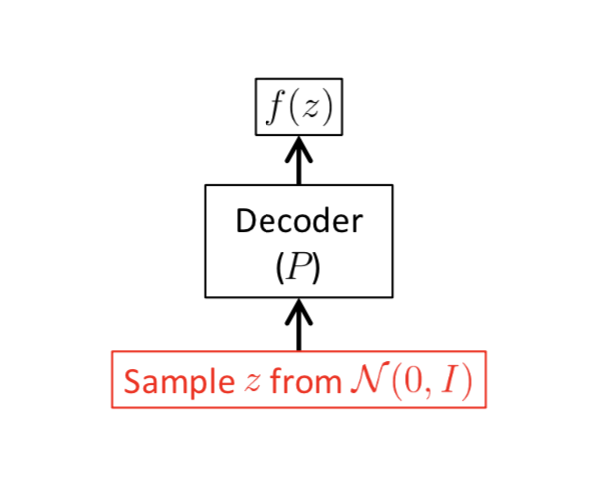 f(z)
Decoder
(P)
Sample z from 𝒩(0, I)